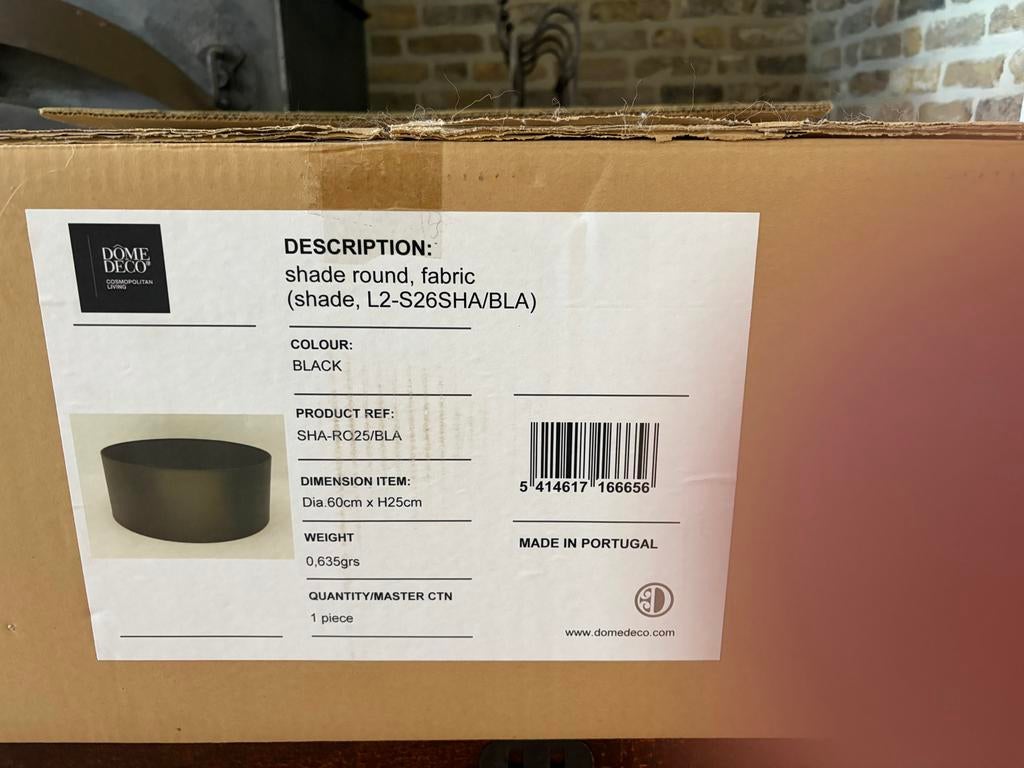 DÔME
DECO®
COSMOPOLITAN
LIVING
DESCRIPTION:
shade round, fabric
(shade, L2-S26SHA/BLA)
COLOUR:
BLACK
PRODUCT REF:
SHA-RO25/BLA
DIMENSION ITEM:
Dia.60cm x H25cm
WEIGHT
0,635grs
QUANTITY/MASTER CTN
1 piece
5 414617 166656
MADE IN PORTUGAL
www.domedeco.com